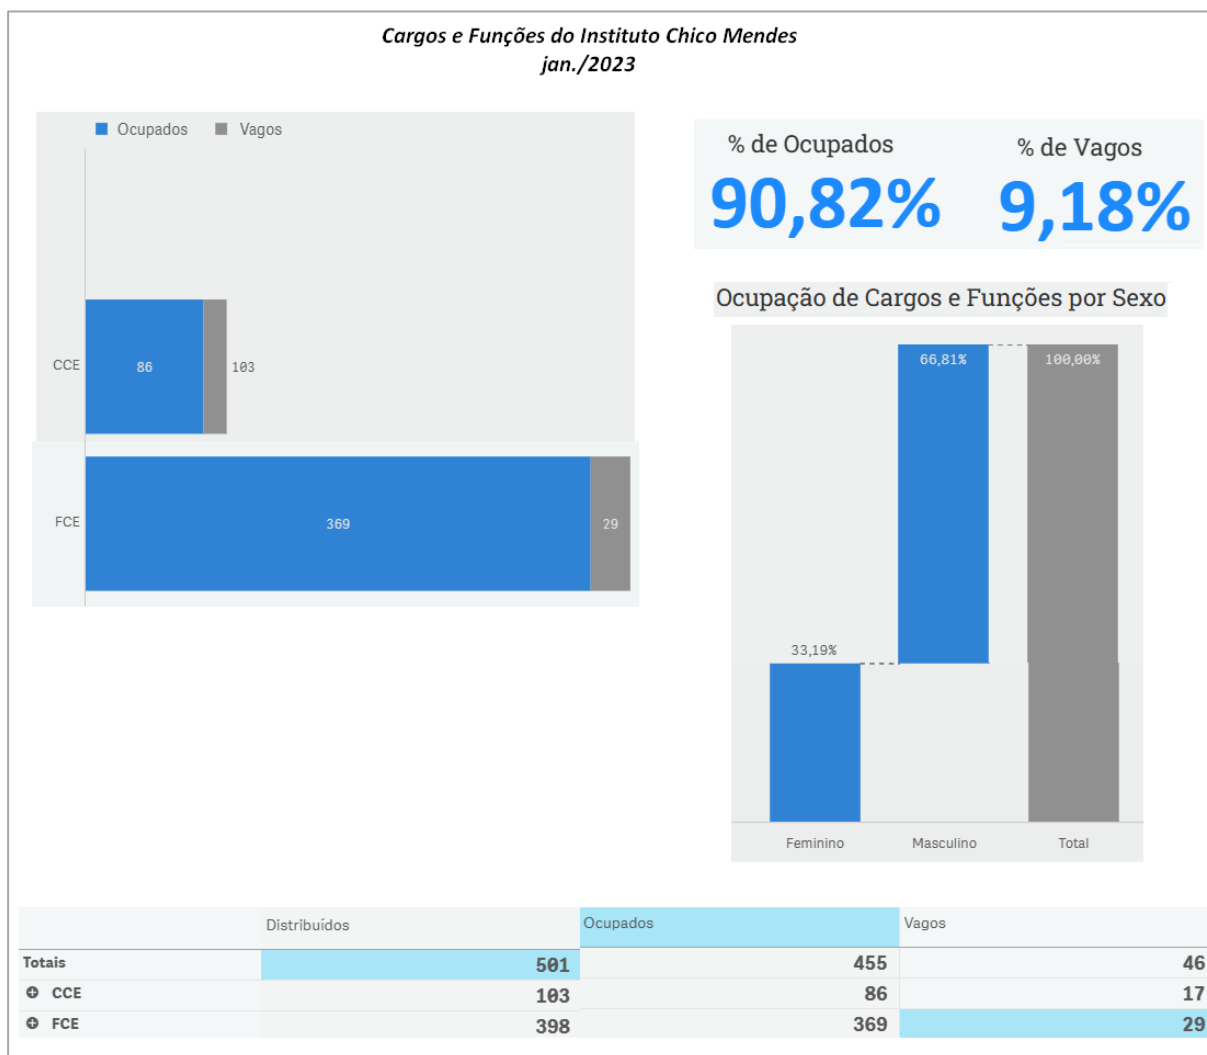 Cargos e Funções do Instituto Chico Mendes
jan./2023
Ocupados Vagos
CCE 86 103
FCE 369 29
% de Ocupados % de Vagos
90,82% 9,18%
Ocupação de Cargos e Funções por Sexo
66,81% 100,00%
33,19%
Feminino Masculino Total
Distribuídos Ocupados Vagos
Totais 501 455 46
CCE 103 86 17
FCE 398 369 29